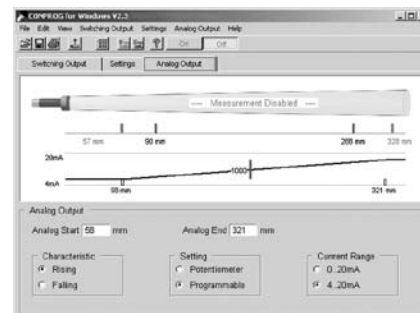 CONPROG for Windows V2.3
File Edit View Switching Output Settings Analog Output Help
On Off
Switching Output Settings Analog Output
---- Measurement Disabled ----
57 mm 90 mm 288 mm 328 mm
20mA
1000
4mA
58 mm 321 mm
Analog Output
Analog Start 58 mm Analog End 321 mm
Characteristic Setting Current Range
Rising Potentiometer 0..20mA
Falling Programmable 4..20mA